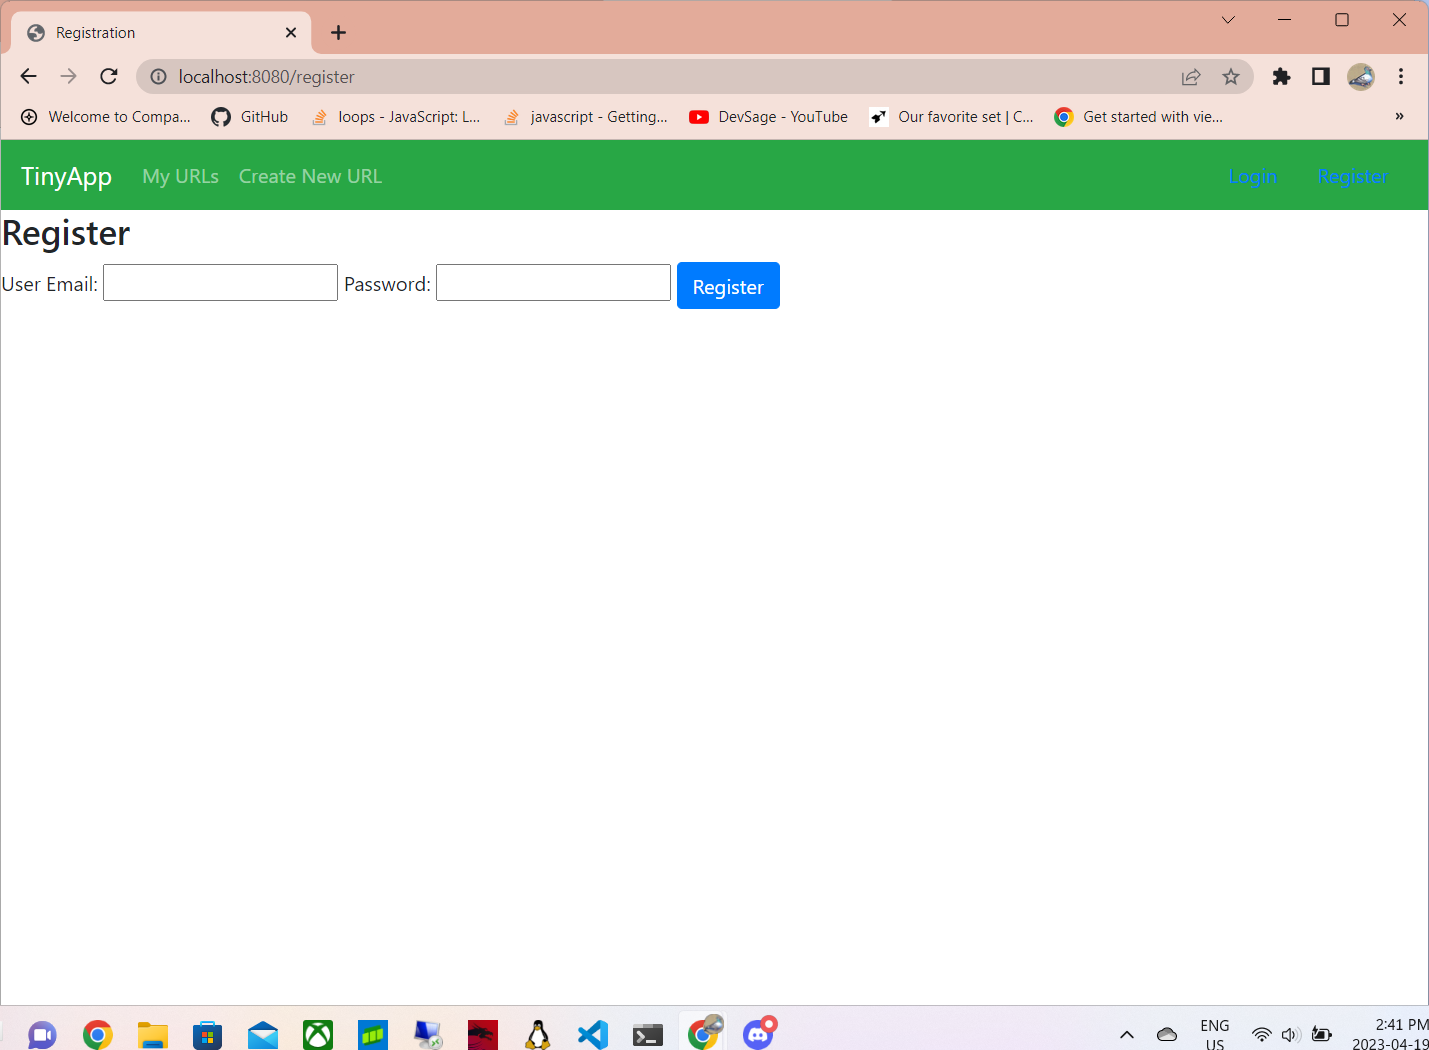 Registration
localhost:8080/register
Welcome to Compa... GitHub loops - JavaScript: L... javascript - Getting... DevSage - YouTube Our favorite set | C... Get started with vie... »
TinyApp My URLs Create New URL Login Register
Register
User Email: Password: Register
ENG 2:41 PM
US 2023-04-19